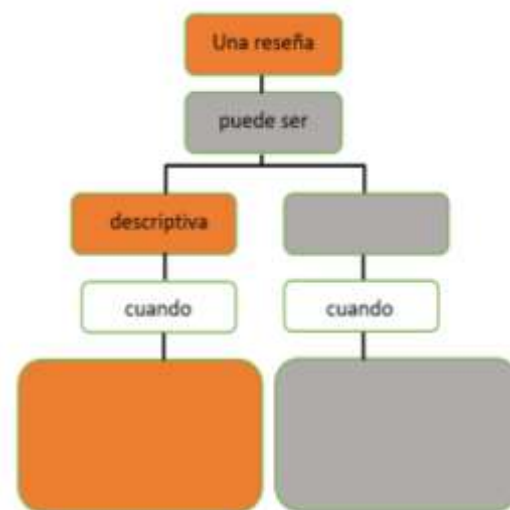 Una reseña
puede ser
descriptiva
cuando
cuando